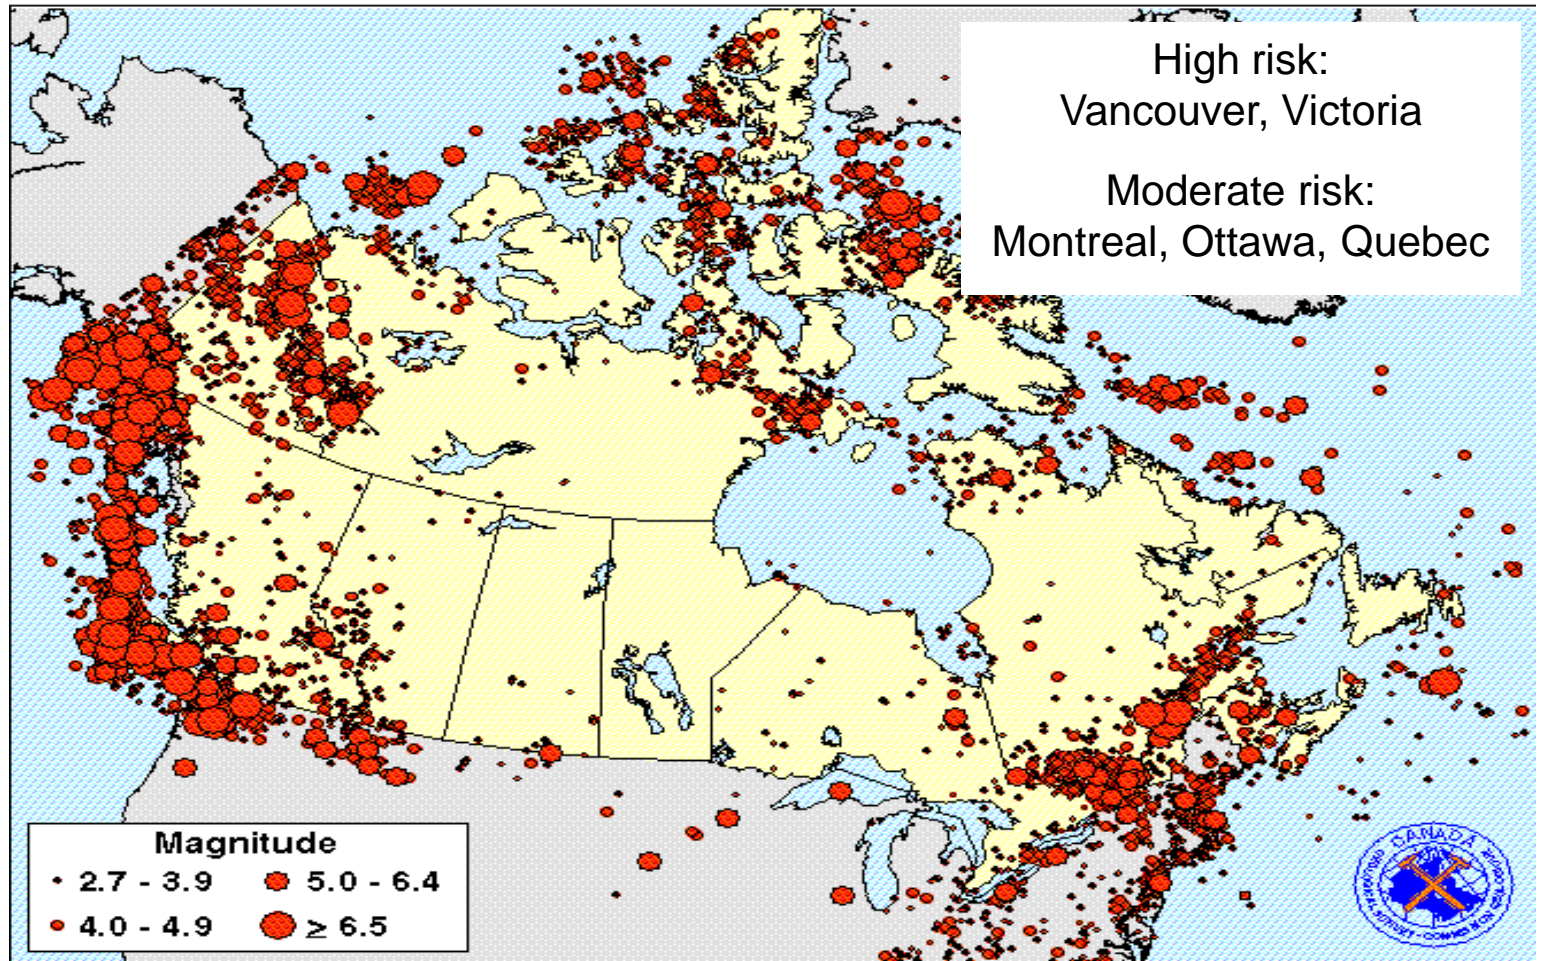 High risk:
Vancouver, Victoria
Moderate risk:
Montreal, Ottawa, Quebec
Magnitude
2.7 - 3.9
5.0 - 6.4
4.0 - 4.9
≥ 6.5
CANADA